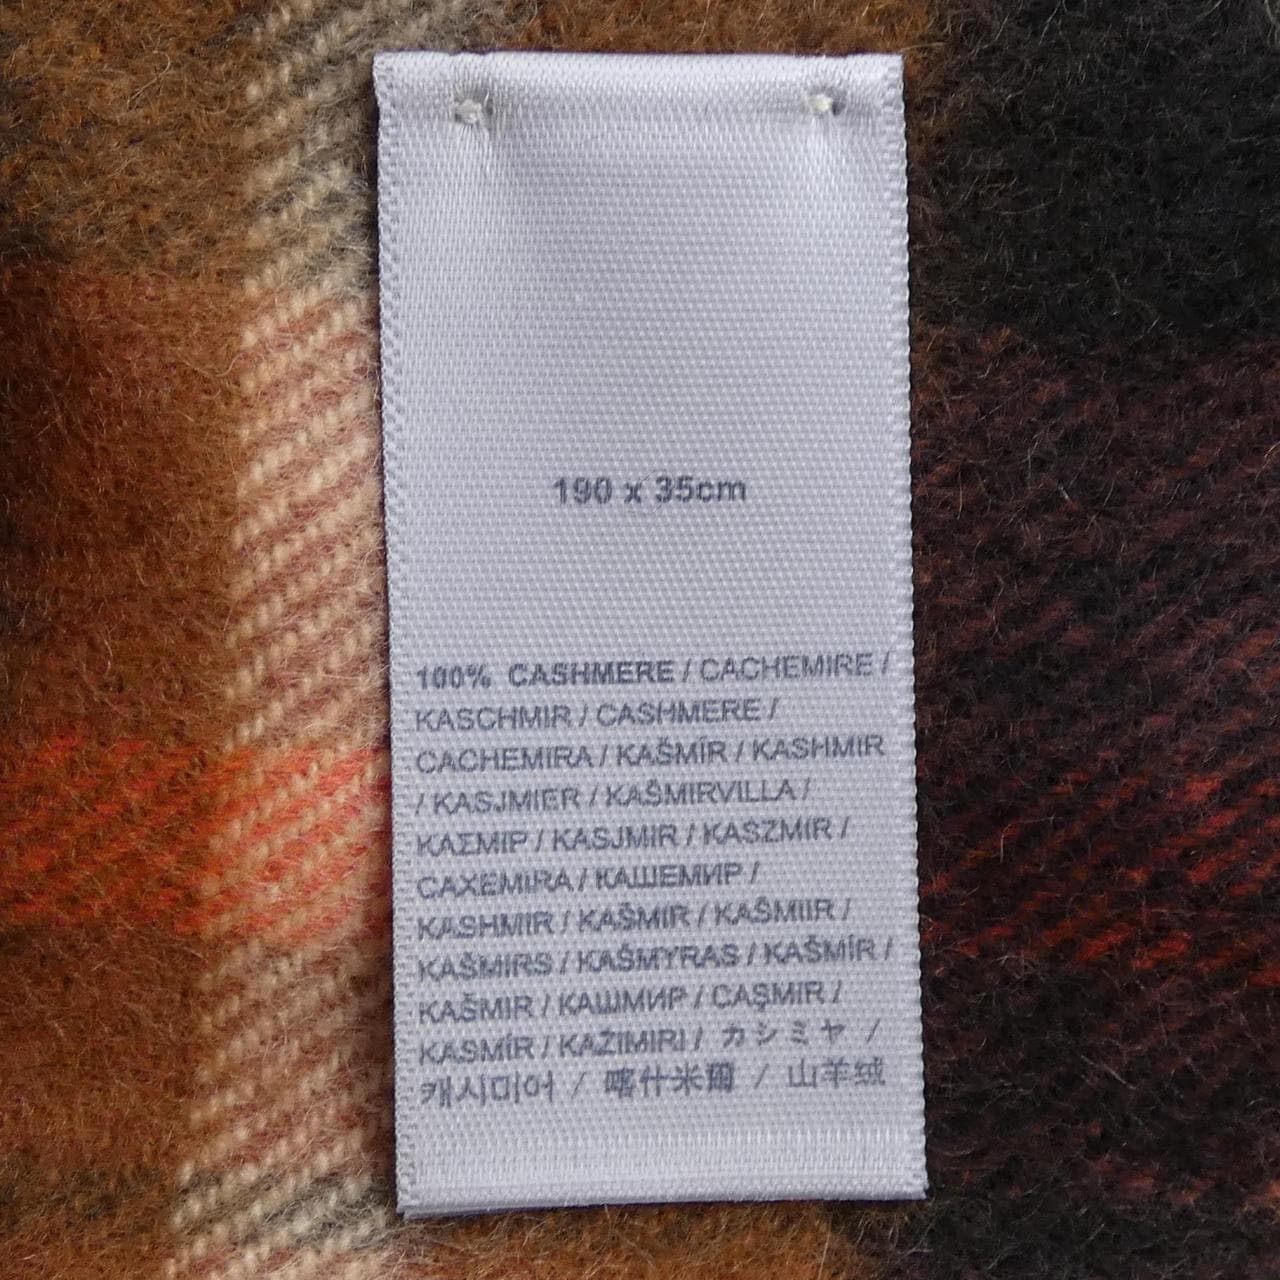 190 x 35cm
100% CASHMERE / CACHEMIRE /
KASCHMIR / CASHMERE /
CACHEMIRA / KAŠMÍR / KASHMIR
/ KASJMIER / KAŠMIRVILLA /
ΚΑΣΜΙΡ / KASJMIR / KASZMIR /
CAXEMIRA / КАШЕМИР /
KASHMIR / KAŠMIR / KAŠMIIR /
KAŠMIRS / KAŠMYRAS / KAŠMÍR /
KAŠMIR / КАШМИР / CAŞMIR /
KASMÍR / KAŻIMIRI / カシミヤ /
캐시미어 / 喀什米爾 / 山羊绒